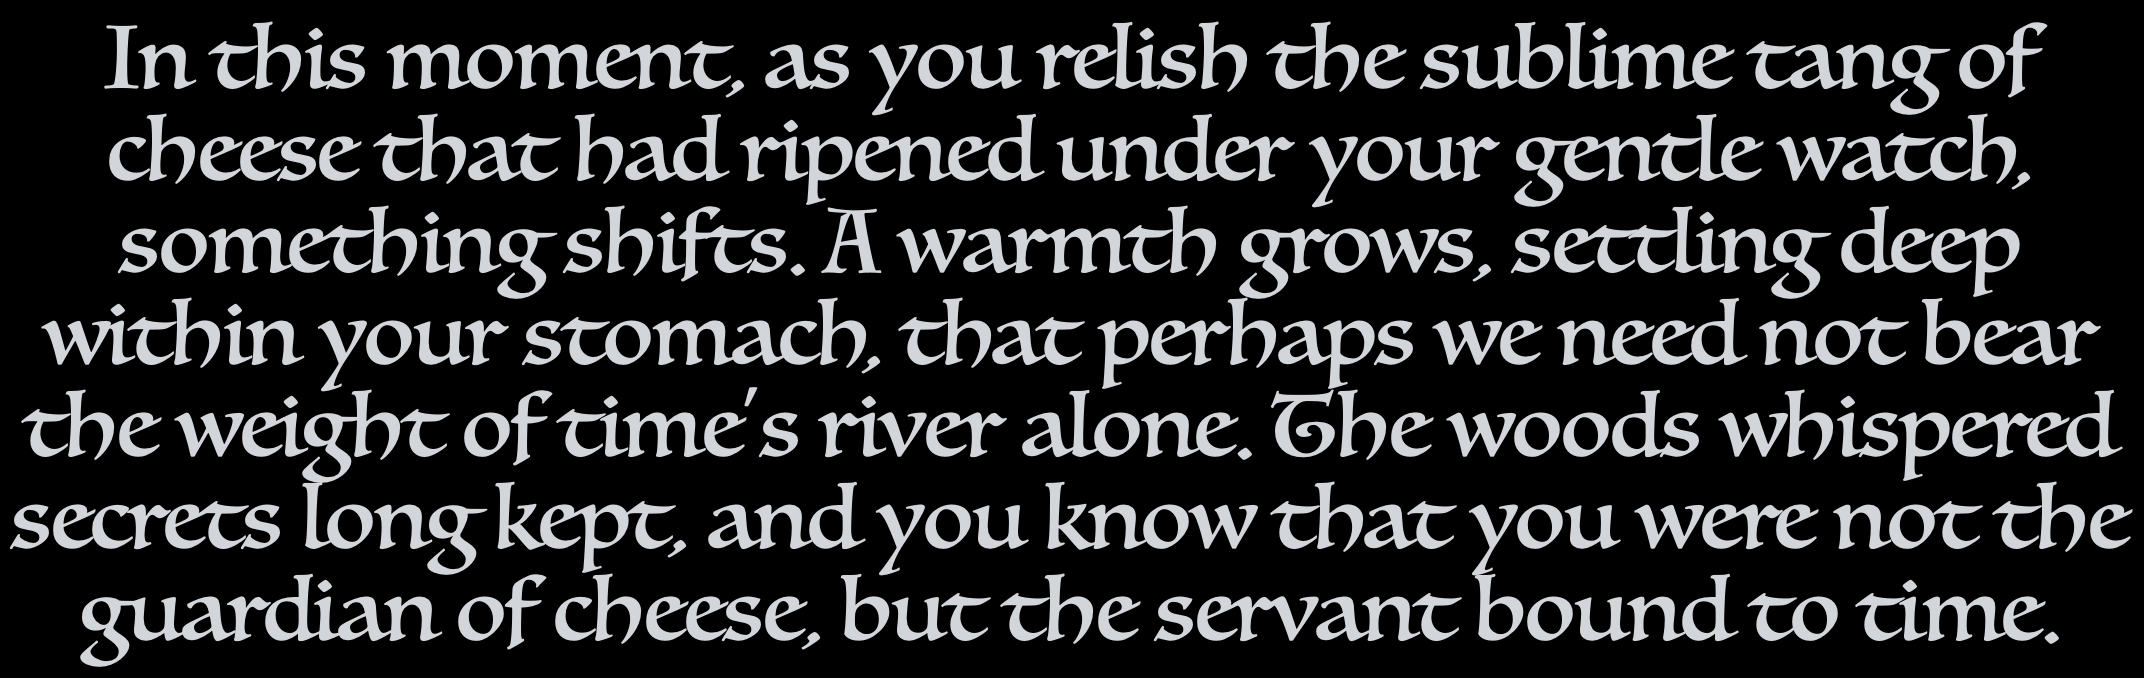 In this moment, as you relish the sublime tang of
cheese that had ripened under your gentle watch,
something shifts. A warmth grows, settling deep
within your stomach, that perhaps we need not bear
the weight of time's river alone. The woods whispered
secrets long kept, and you know that you were not the
guardian of cheese, but the servant bound to time.